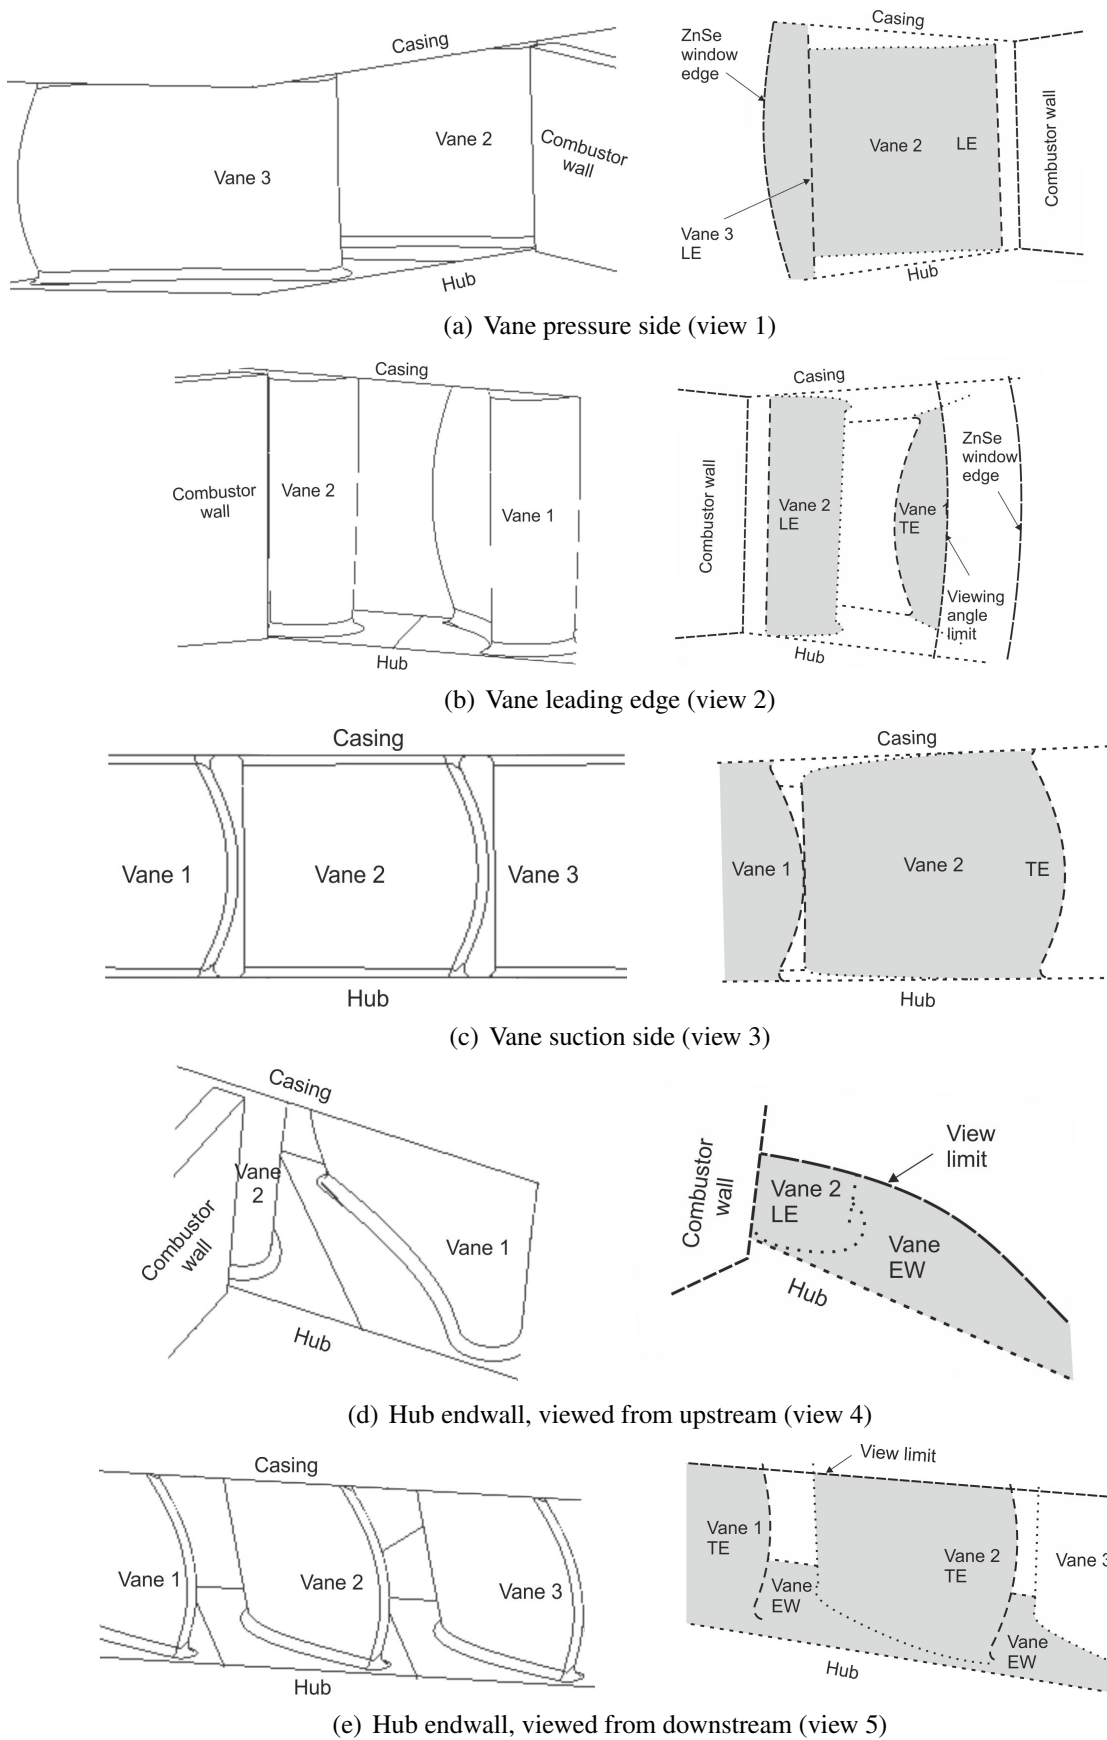 Casing
Vane 2
Vane 3
Combustor
wall
Hub
ZnSe
window
edge
Casing
Vane 2
LE
Combustor wall
Vane 3
LE
Hub
(a) Vane pressure side (view 1)
Casing
Combustor
wall
Vane 2
Vane 1
Hub
Casing
Combustor wall
Vane 2
LE
Vane 1
TE
ZnSe
window
edge
Viewing
angle
limit
Hub
(b) Vane leading edge (view 2)
Casing
Vane 1
Vane 2
Vane 3
Hub
Casing
Vane 1
Vane 2
TE
Hub
(c) Vane suction side (view 3)
Casing
Vane
2
Combustor
wall
Vane 1
Hub
Combustor
wall
View
limit
Vane 2
LE
Vane
EW
Hub
(d) Hub endwall, viewed from upstream (view 4)
Casing
Vane 1
Vane 2
Vane 3
Hub
View limit
Vane 1
TE
Vane
EW
Vane 2
TE
Vane 3
Vane
EW
Hub
(e) Hub endwall, viewed from downstream (view 5)